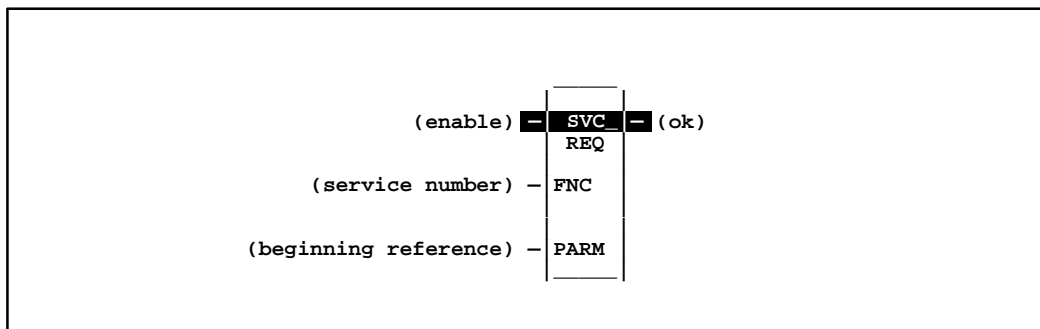 (enable) SVC_ (ok)
REQ
(service number) FNC
(beginning reference) PARM